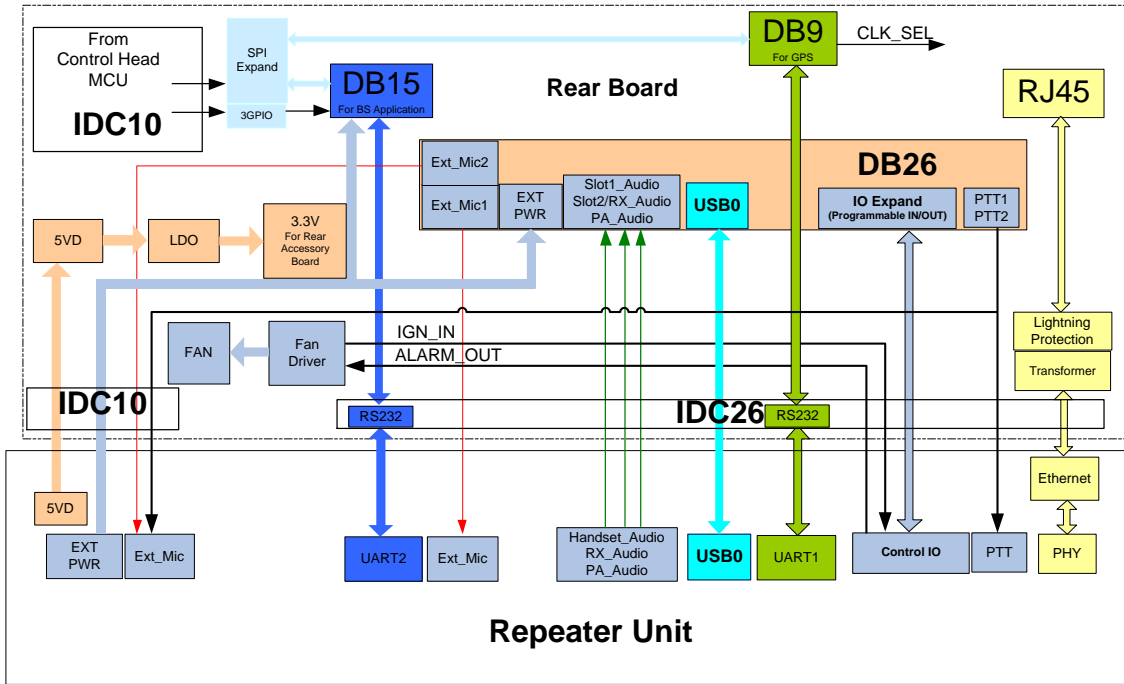 From
Control Head
MCU
IDC10
SPI
Expand
3GPIO
DB15
For BS Application
DB9
For GPS
CLK_SEL
Rear Board
RJ45
DB26
Ext_Mic2
Ext_Mic1
EXT
PWR
Slot1_Audio
Slot2/RX_Audio
PA_Audio
USB0
IO Expand
(Programmable IN/OUT)
PTT1
PTT2
5VD
LDO
3.3V
For Rear
Accessory
Board
FAN
Fan
Driver
IGN_IN
ALARM_OUT
Lightning
Protection
Transformer
IDC10
RS232
IDC26
RS232
Ethernet
5VD
EXT
PWR
Ext_Mic
UART2
Ext_Mic
Handset_Audio
RX_Audio
PA_Audio
USB0
UART1
Control IO
PTT
PHY
Repeater Unit